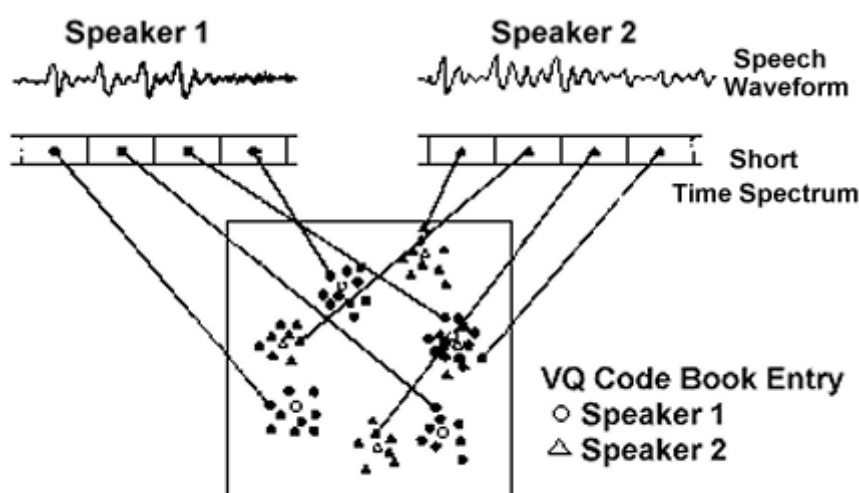 Speaker 1
Speaker 2
Speech
Waveform
Short
Time Spectrum
VQ Code Book Entry
Speaker 1
Speaker 2